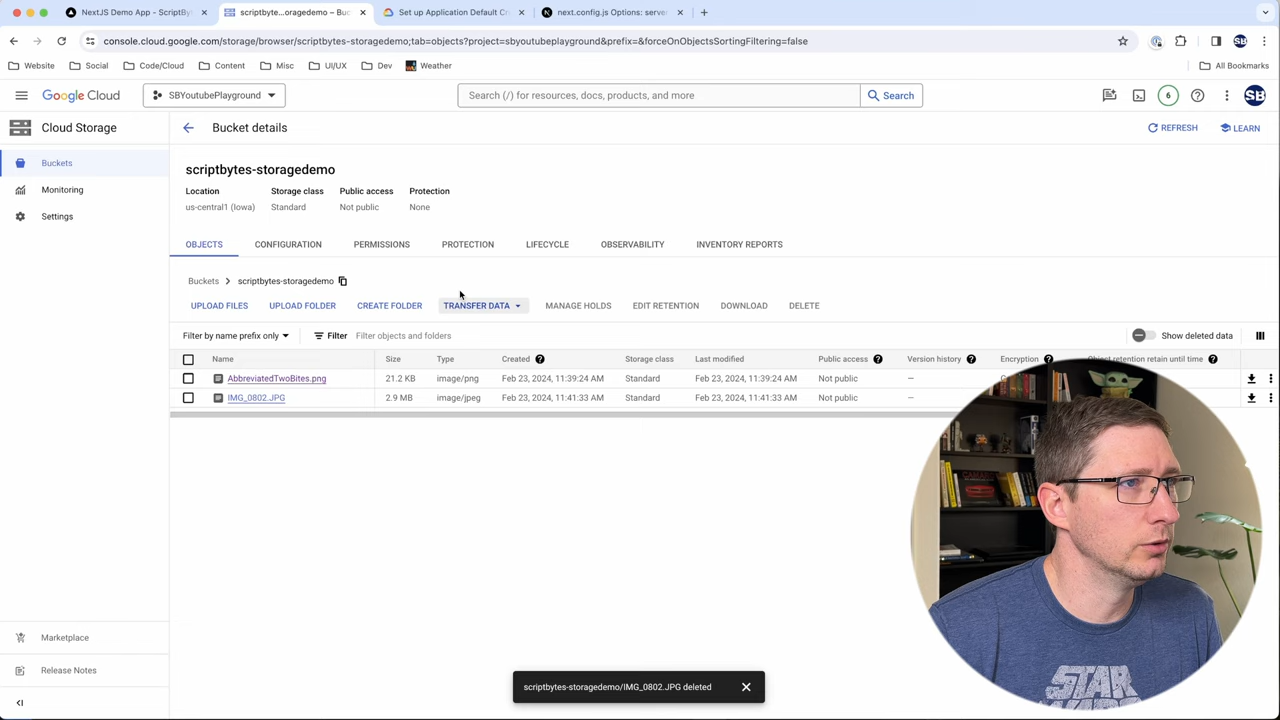 NextJS Demo App - ScriptByt
scriptbyte...oragedemo – Buc
Set up Application Default Cr
next.config.js Options: server
console.cloud.google.com/storage/browser/scriptbytes-storagedemo;tab=objects?project=sbyoutubeplayground&prefix=&forceOnObjectsSortingFiltering=false
Website Social Code/Cloud Content Misc UI/UX Dev Weather All Bookmarks
Google Cloud SBYoutubePlayground Search (/) for resources, docs, products, and more Search 6 SB
Cloud Storage
Bucket details
REFRESH LEARN
Buckets
Monitoring
Settings
scriptbytes-storagedemo
Location Storage class Public access Protection
us-central1 (Iowa) Standard Not public None
OBJECTS CONFIGURATION PERMISSIONS PROTECTION LIFECYCLE OBSERVABILITY INVENTORY REPORTS
Buckets > scriptbytes-storagedemo
UPLOAD FILES UPLOAD FOLDER CREATE FOLDER TRANSFER DATA MANAGE HOLDS EDIT RETENTION DOWNLOAD DELETE
Filter by name prefix only Filter Filter objects and folders Show deleted data
Name Size Type Created Storage class Last modified Public access Version history Encryption Object retention retain until time
AbbreviatedTwoBites.png 21.2 KB image/png Feb 23, 2024, 11:39:24 AM Standard Feb 23, 2024, 11:39:24 AM Not public —
IMG_0802.JPG 2.9 MB image/jpeg Feb 23, 2024, 11:41:33 AM Standard Feb 23, 2024, 11:41:33 AM Not public —
Marketplace
Release Notes
scriptbytes-storagedemo/IMG_0802.JPG deleted
STAR